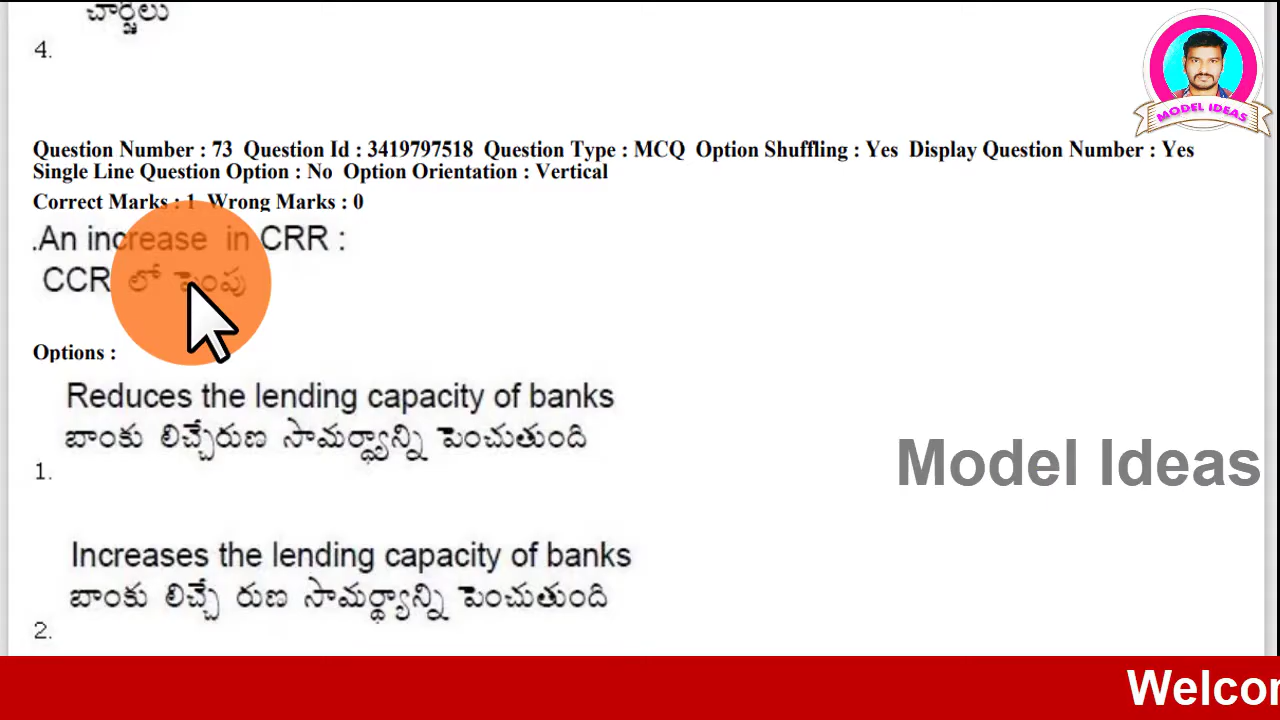 చార్జీలు
4.
MODEL IDEAS
Question Number : 73 Question Id : 3419797518 Question Type : MCQ Option Shuffling : Yes Display Question Number : Yes
Single Line Question Option : No Option Orientation : Vertical
Correct Marks : 1 Wrong Marks : 0
.An increase in CRR :
CCR లో పెంపు
Options :
Reduces the lending capacity of banks
బాంకు లిచ్చేరుణ సామర్థ్యాన్ని పెంచుతుంది
1.
Model Ideas
Increases the lending capacity of banks
బాంకు లిచ్చే రుణ సామర్థ్యాన్ని పెంచుతుంది
2.
Welcor